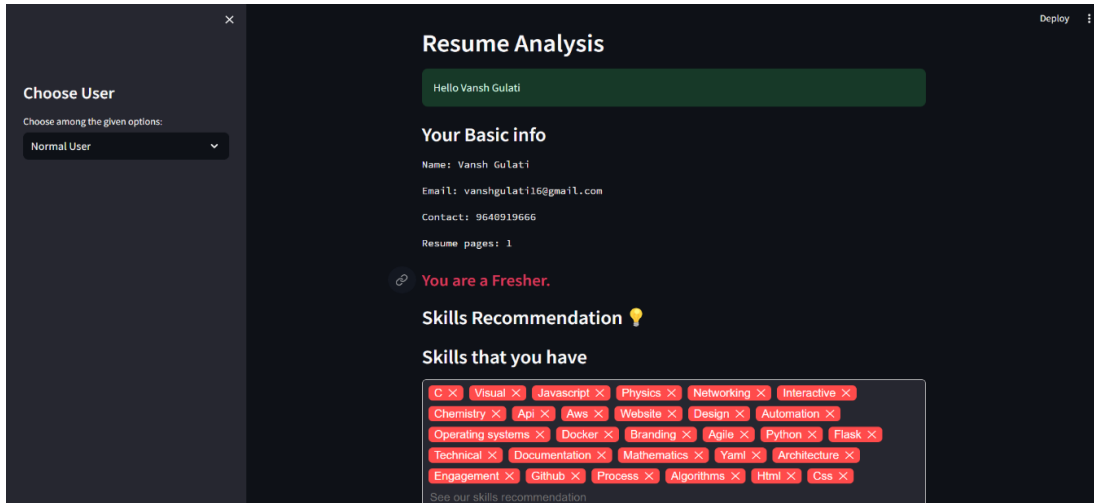 Deploy
Choose User
Choose among the given options:
Normal User
Resume Analysis
Hello Vansh Gulati
Your Basic info
Name: Vansh Gulati
Email: vanshgulati16@gmail.com
Contact: 9640919666
Resume pages: 1
You are a Fresher.
Skills Recommendation 💡
Skills that you have
C Visual Javascript Physics Networking Interactive
Chemistry Api Aws Website Design Automation
Operating systems Docker Branding Agile Python Flask
Technical Documentation Mathematics Yaml Architecture
Engagement Github Process Algorithms Html Css
See our skills recommendation